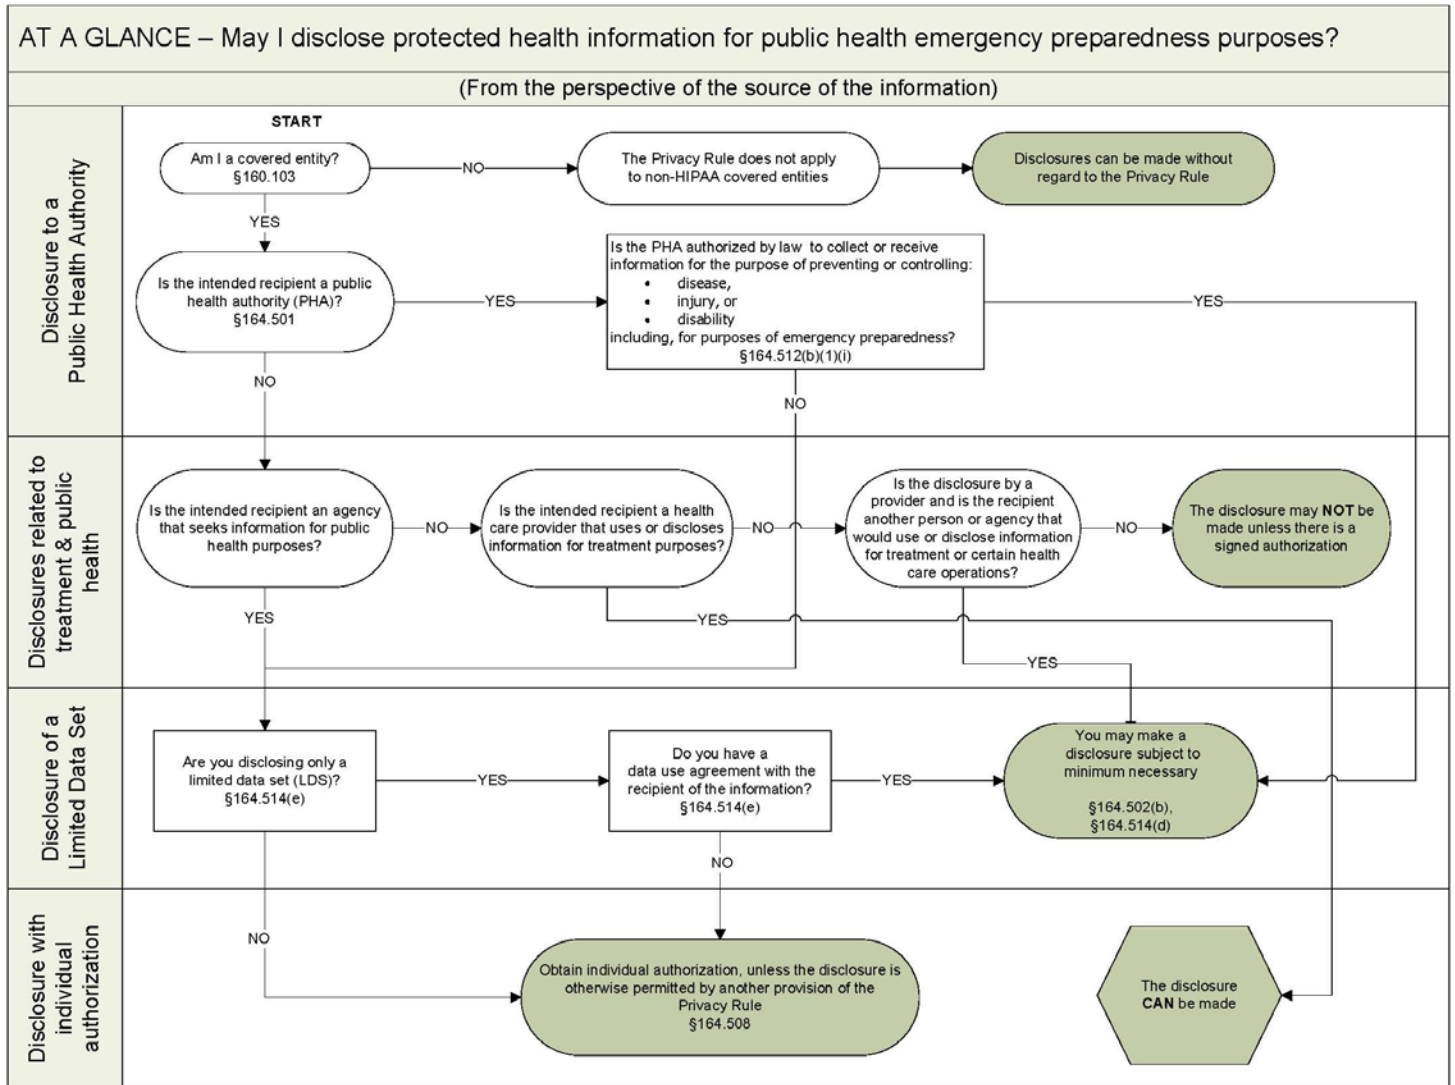 AT A GLANCE – May I disclose protected health information for public health emergency preparedness purposes?
(From the perspective of the source of the information)
Disclosure to a
Public Health Authority
START
Am I a covered entity?
§160.103
NO
The Privacy Rule does not apply
to non-HIPAA covered entities
Disclosures can be made without
regard to the Privacy Rule
YES
Is the intended recipient a public
health authority (PHA)?
§164.501
YES
Is the PHA authorized by law to collect or receive
information for the purpose of preventing or controlling:
• disease,
• injury, or
• disability
including, for purposes of emergency preparedness?
§164.512(b)(1)(i)
YES
NO
NO
Disclosures related to
treatment & public
health
Is the intended recipient an agency
that seeks information for public
health purposes?
NO
Is the intended recipient a health
care provider that uses or discloses
information for treatment purposes?
NO
Is the disclosure by a
provider and is the recipient
another person or agency that
would use or disclose information
for treatment or certain health
care operations?
NO
The disclosure may NOT be
made unless there is a
signed authorization
YES
YES
YES
Disclosure of a
Limited Data Set
Are you disclosing only a
limited data set (LDS)?
§164.514(e)
YES
Do you have a
data use agreement with the
recipient of the information?
§164.514(e)
YES
You may make a
disclosure subject to
minimum necessary
§164.502(b),
§164.514(d)
NO
Disclosure with
individual
authorization
NO
Obtain individual authorization, unless the disclosure is
otherwise permitted by another provision of the
Privacy Rule
§164.508
The disclosure
CAN be made